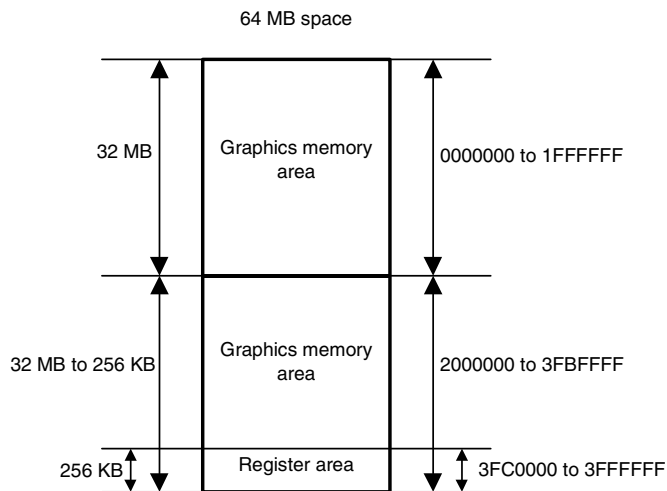 64 MB space
32 MB
Graphics memory
area
0000000 to 1FFFFFF
32 MB to 256 KB
Graphics memory
area
2000000 to 3FBFFFF
256 KB
Register area
3FC0000 to 3FFFFFF